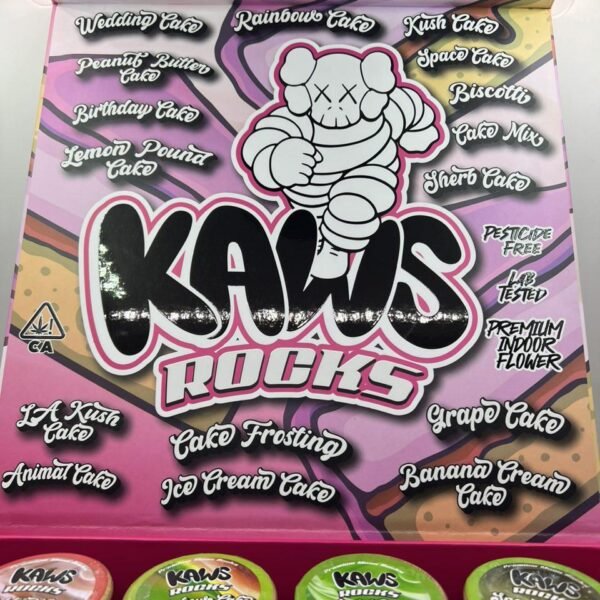 Wedding Cake
Rainbow Cake
Kush Cake
Peanut Butter
Cake
Space Cake
Biscotti
Birthday Cake
Cake Mix
Lemon Pound
Cake
Sherb Cake
KAWS
ROCKS
PESTICIDE
FREE
LAB
TESTED
PREMIUM
INDOOR
FLOWER
CA
LA Kush
Cake
Cake Frosting
Grape Cake
Animal Cake
Ice Cream Cake
Banana Cream
Cake
KAWS
ROCKS
KAWS
ROCKS
KAWS
ROCKS
KAWS
ROCKS